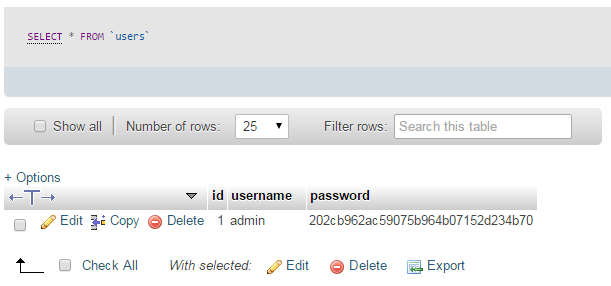 SELECT * FROM `users`
Show all Number of rows: 25 Filter rows: Search this table
+ Options
←T→ id username password
Edit Copy Delete 1 admin 202cb962ac59075b964b07152d234b70
Check All With selected: Edit Delete Export